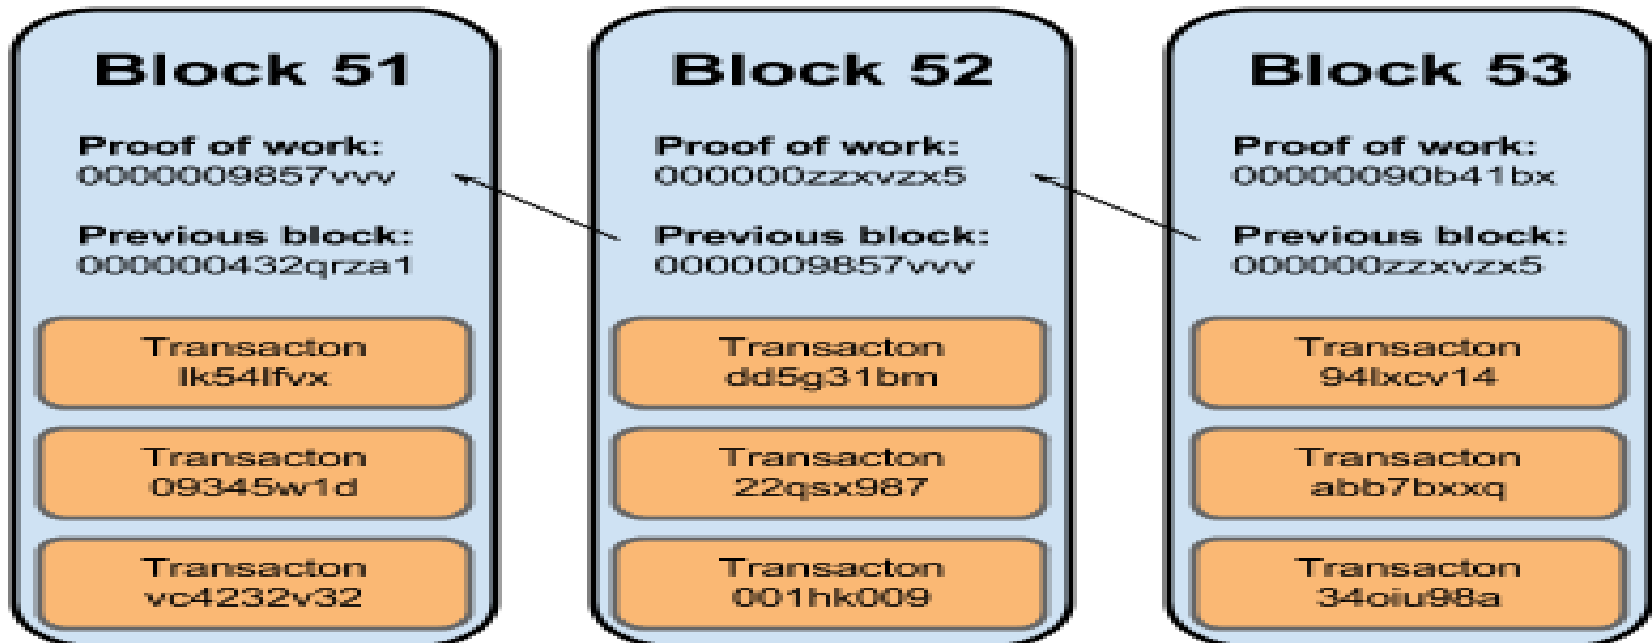 Block 51
Proof of work:
0000009857vvv
Previous block:
000000432qrza1
Transacton
lk54lfvx
Transacton
09345w1d
Transacton
vc4232v32
Block 52
Proof of work:
000000zzxvzx5
Previous block:
0000009857vvv
Transacton
dd5g31bm
Transacton
22qsx987
Transacton
001hk009
Block 53
Proof of work:
00000090b41bx
Previous block:
000000zzxvzx5
Transacton
94lxcv14
Transacton
abb7bxxq
Transacton
34oiu98a